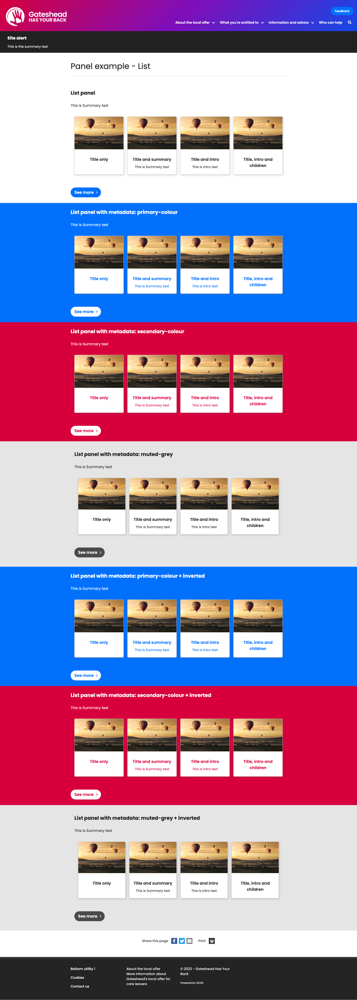 Gateshead
HAS YOUR BACK
Feedback
About the local offer
What you're entitled to
Information and advice
Who can help
Site alert
This is the summary text
Panel example - List
List panel
This is Summary text
Title only
Title and summary
This is Summary text
Title and intro
This is Intro text
Title, intro and
children
See more
List panel with metadata: primary-colour
This is Summary text
Title only
Title and summary
This is Summary text
Title and intro
This is Intro text
Title, intro and
children
See more
List panel with metadata: secondary-colour
This is Summary text
Title only
Title and summary
This is Summary text
Title and intro
This is Intro text
Title, intro and
children
See more
List panel with metadata: muted-grey
This is Summary text
Title only
Title and summary
This is Summary text
Title and intro
This is Intro text
Title, intro and
children
See more
List panel with metadata: primary-colour + inverted
This is Summary text
Title only
Title and summary
This is Summary text
Title and intro
This is Intro text
Title, intro and
children
See more
List panel with metadata: secondary-colour + inverted
This is Summary text
Title only
Title and summary
This is Summary text
Title and intro
This is Intro text
Title, intro and
children
See more
List panel with metadata: muted-grey + inverted
This is Summary text
Title only
Title and summary
This is Summary text
Title and intro
This is Intro text
Title, intro and
children
See more
Share this page
Print
Bottom utility 1
Cookies
Contact us
About the local offer
More information about
Gateshead's local offer for
care leavers
© 2023 - Gateshead Has Your
Back
Powered by GOSS